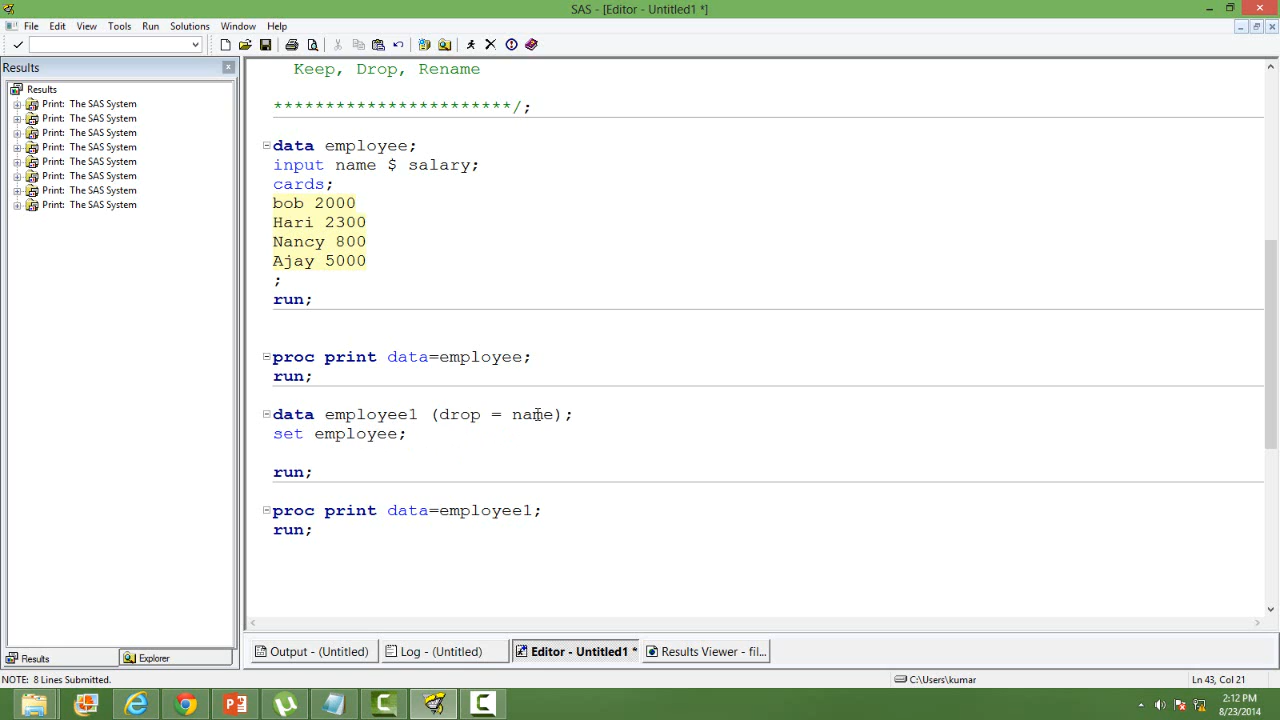 SAS - [Editor - Untitled1 *]
File Edit View Tools Run Solutions Window Help
Results
Results
Print: The SAS System
Print: The SAS System
Print: The SAS System
Print: The SAS System
Print: The SAS System
Print: The SAS System
Print: The SAS System
Print: The SAS System
Keep, Drop, Rename
***********************/;
data employee;
input name $ salary;
cards;
bob 2000
Hari 2300
Nancy 800
Ajay 5000
;
run;
proc print data=employee;
run;
data employee1 (drop = name);
set employee;
run;
proc print data=employee1;
run;
Results Explorer
Output - (Untitled) Log - (Untitled) Editor - Untitled1 * Results Viewer - fil...
NOTE: 8 Lines Submitted. C:\Users\kumar Ln 43, Col 21
2:12 PM
8/23/2014